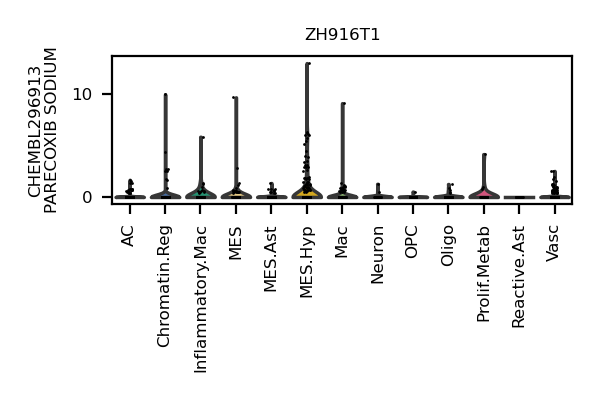 ZH916T1
CHEMBL296913
PARECOXIB SODIUM
10
0
AC
Chromatin.Reg
Inflammatory.Mac
MES
MES.Ast
MES.Hyp
Mac
Neuron
OPC
Oligo
Prolif.Metab
Reactive.Ast
Vasc